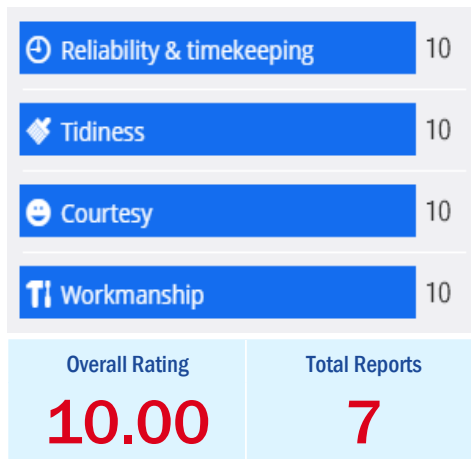 Reliability & timekeeping 10
Tidiness 10
Courtesy 10
Workmanship 10
Overall Rating Total Reports
10.00 7